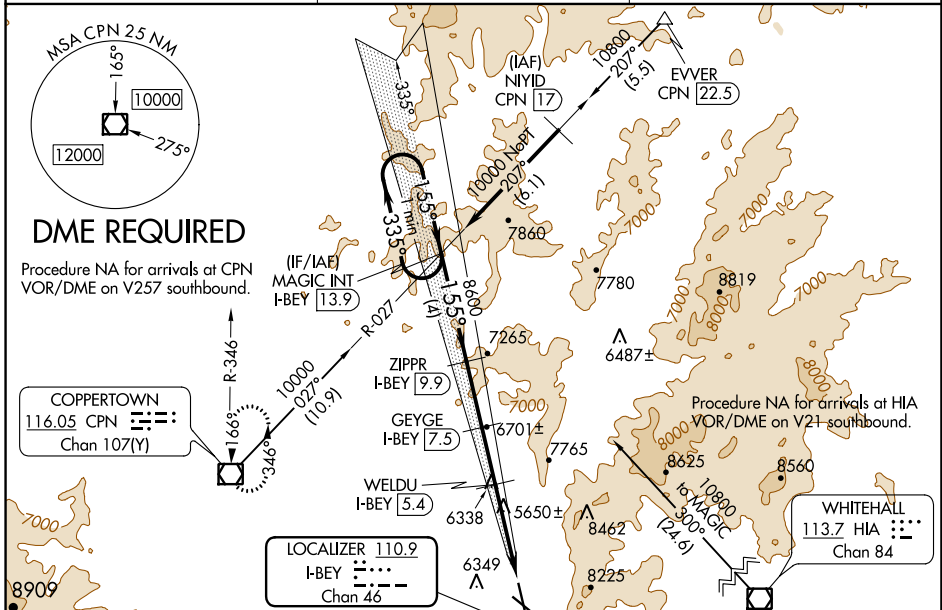 MSA CPN 25 NM
165°
10000
12000
275°
DME REQUIRED
Procedure NA for arrivals at CPN
VOR/DME on V257 southbound.
335°
(IAF)
NIYID
CPN 17
10800
207°
(5.5)
EVVER
CPN 22.5
10000 NoPT
207°
(6.1)
155°
1 min
335°
7860
7000
7000
(IF/IAF)
MAGIC INT
I-BEY 13.9
8600
155°
(4)
7780
8819
7000
8000
R-027
R-346
7265
6487±
ZIPPR
I-BEY 9.9
10000
027°
(10.9)
7000
8000
COPPERTOWN
116.05 CPN
Chan 107(Y)
166°
346°
GEYGE
I-BEY 7.5
6701±
Procedure NA for arrivals at HIA
VOR/DME on V21 southbound.
7765
8000
8625
8560
WELDU
I-BEY 5.4
6338
5650±
8462
10800
to MAGIC
300°
(24.6)
WHITEHALL
113.7 HIA
Chan 84
7000
8909
LOCALIZER 110.9
I-BEY
Chan 46
6349
8225